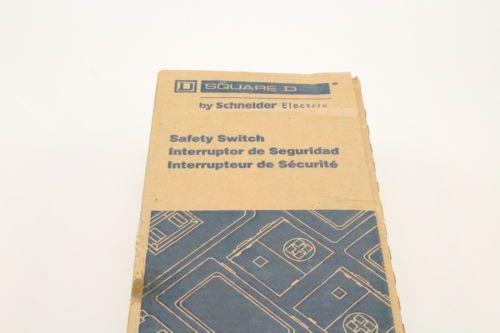 SQUARE D
by Schneider Electric
Safety Switch
Interruptor de Seguridad
Interrupteur de Sécurité